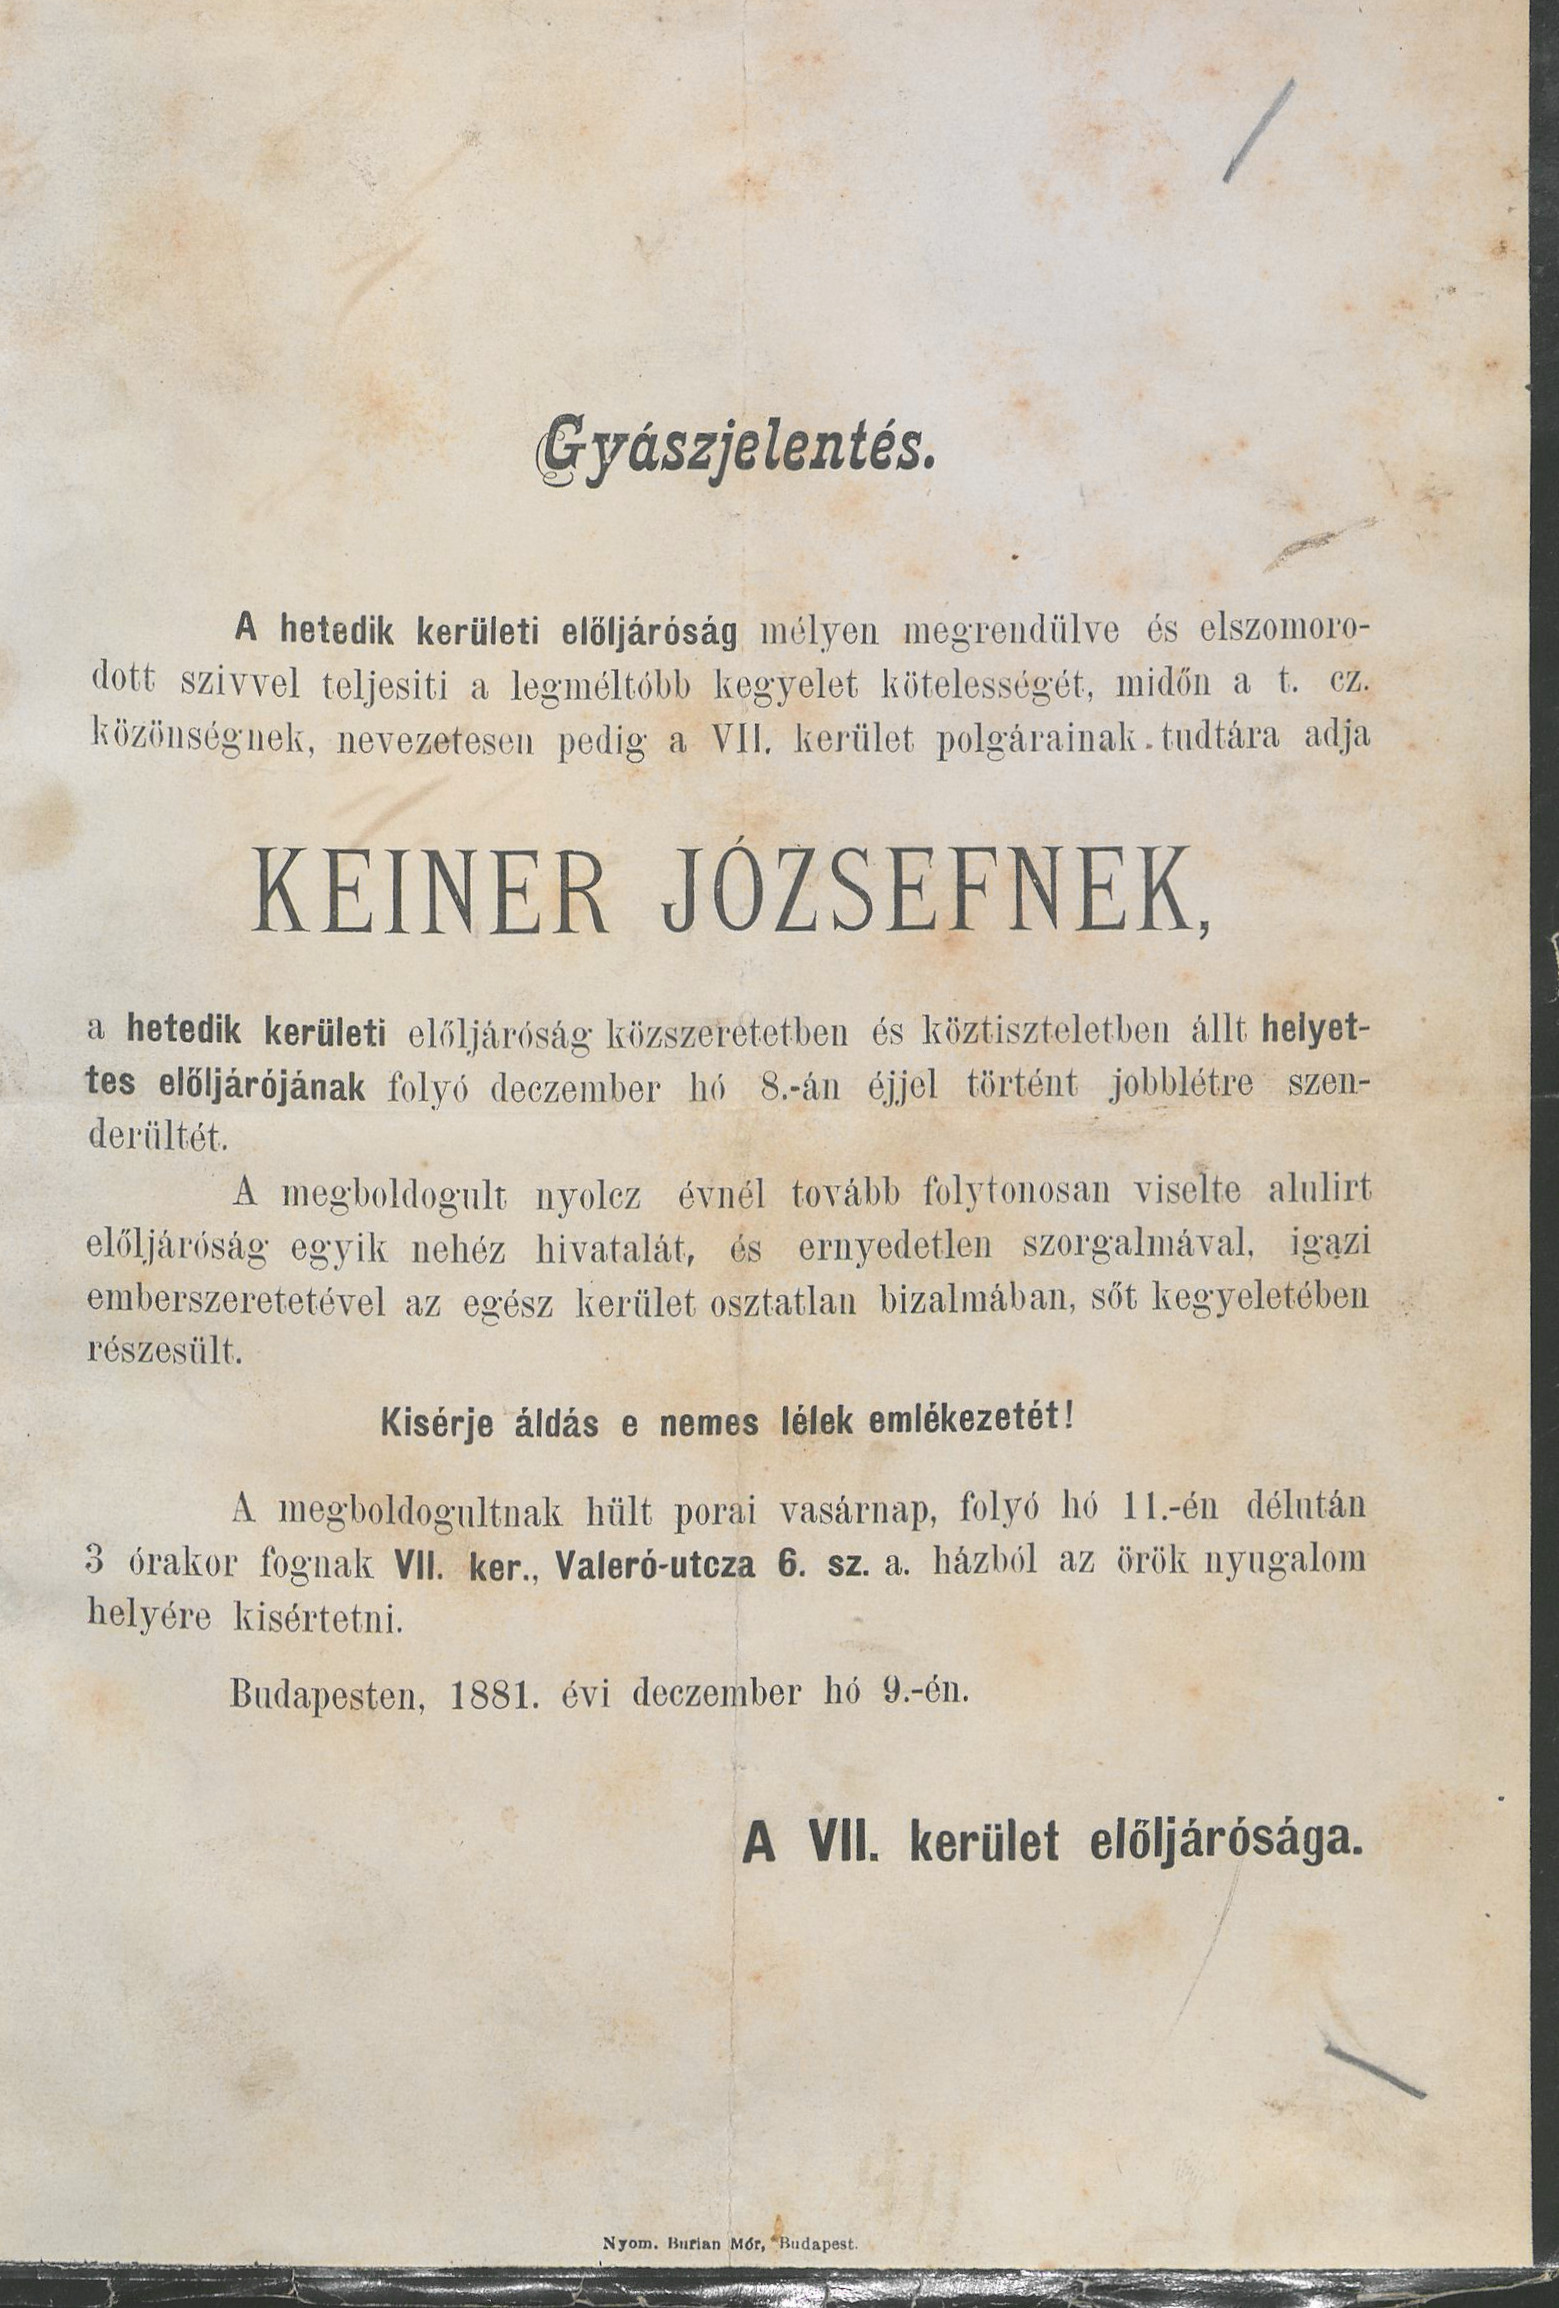 Gyászjelentés.
A hetedik kerületi előljáróság mélyen megrendülve és elszomoro-
dott szivvel teljesiti a legméltóbb kegyelet kötelességét, midőn a t. cz.
közönségnek, nevezetesen pedig a VII. kerület polgárainak tudtára adja
KEINER JÓZSEFNEK,
a hetedik kerületi előljáróság közszeretetben és köztiszteletben állt helyet-
tes előljárójának folyó deczember hó 8.-án éjjel történt jobblétre szen-
derültét.
A megboldogult nyolcz évnél tovább folytonosan viselte alulirt
előljáróság egyik nehéz hivatalát, és ernyedetlen szorgalmával, igazi
emberszeretetével az egész kerület osztatlan bizalmában, sőt kegyeletében
részesült.
Kisérje áldás e nemes lélek emlékezetét!
A megboldogultnak hült porai vasárnap, folyó hó 11.-én délután
3 órakor fognak VII. ker., Valeró-utcza 6. sz. a. házból az örök nyugalom
helyére kisértetni.
Budapesten, 1881. évi deczember hó 9.-én.
A VII. kerület előljárósága.
Nyom. Burian Mór, Budapest.